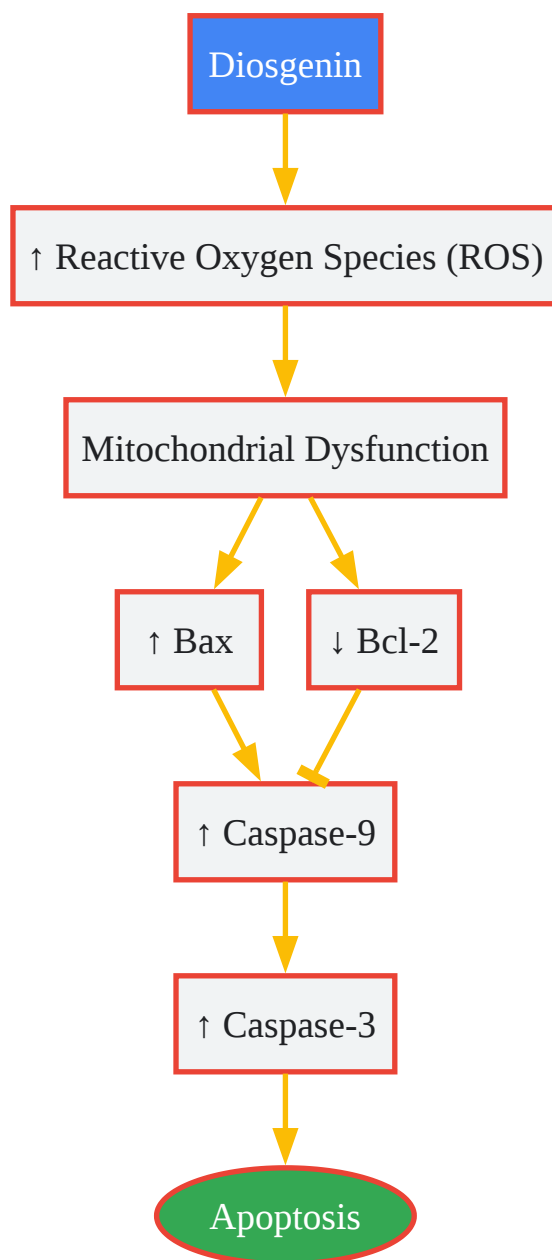 Diosgenin
↑ Reactive Oxygen Species (ROS)
Mitochondrial Dysfunction
↑ Bax
↓ Bcl-2
↑ Caspase-9
↑ Caspase-3
Apoptosis